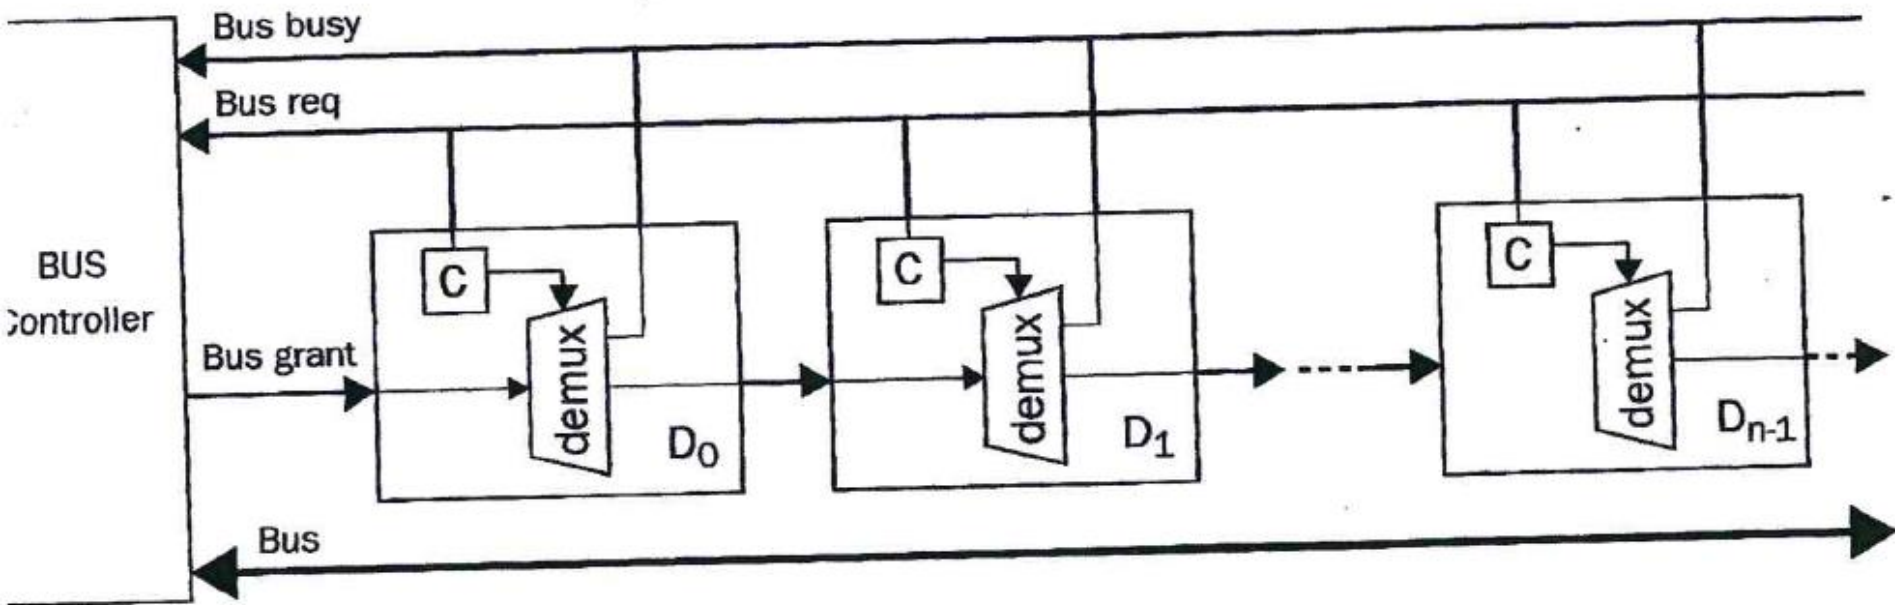 Bus busy
Bus req
BUS
Controller
Bus grant
C
demux
D0
C
demux
D1
C
demux
Dn-1
Bus